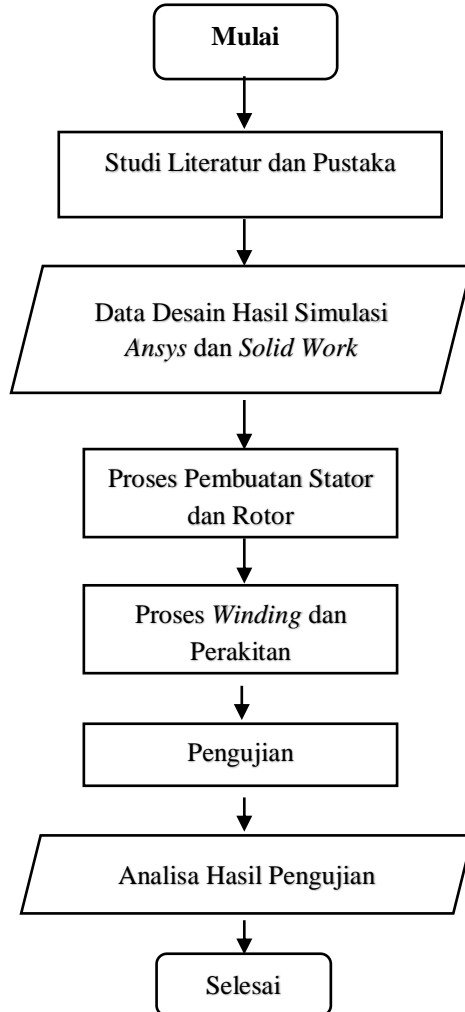 Mulai
Studi Literatur dan Pustaka
Data Desain Hasil Simulasi
Ansys dan Solid Work
Proses Pembuatan Stator
dan Rotor
Proses Winding dan
Perakitan
Pengujian
Analisa Hasil Pengujian
Selesai